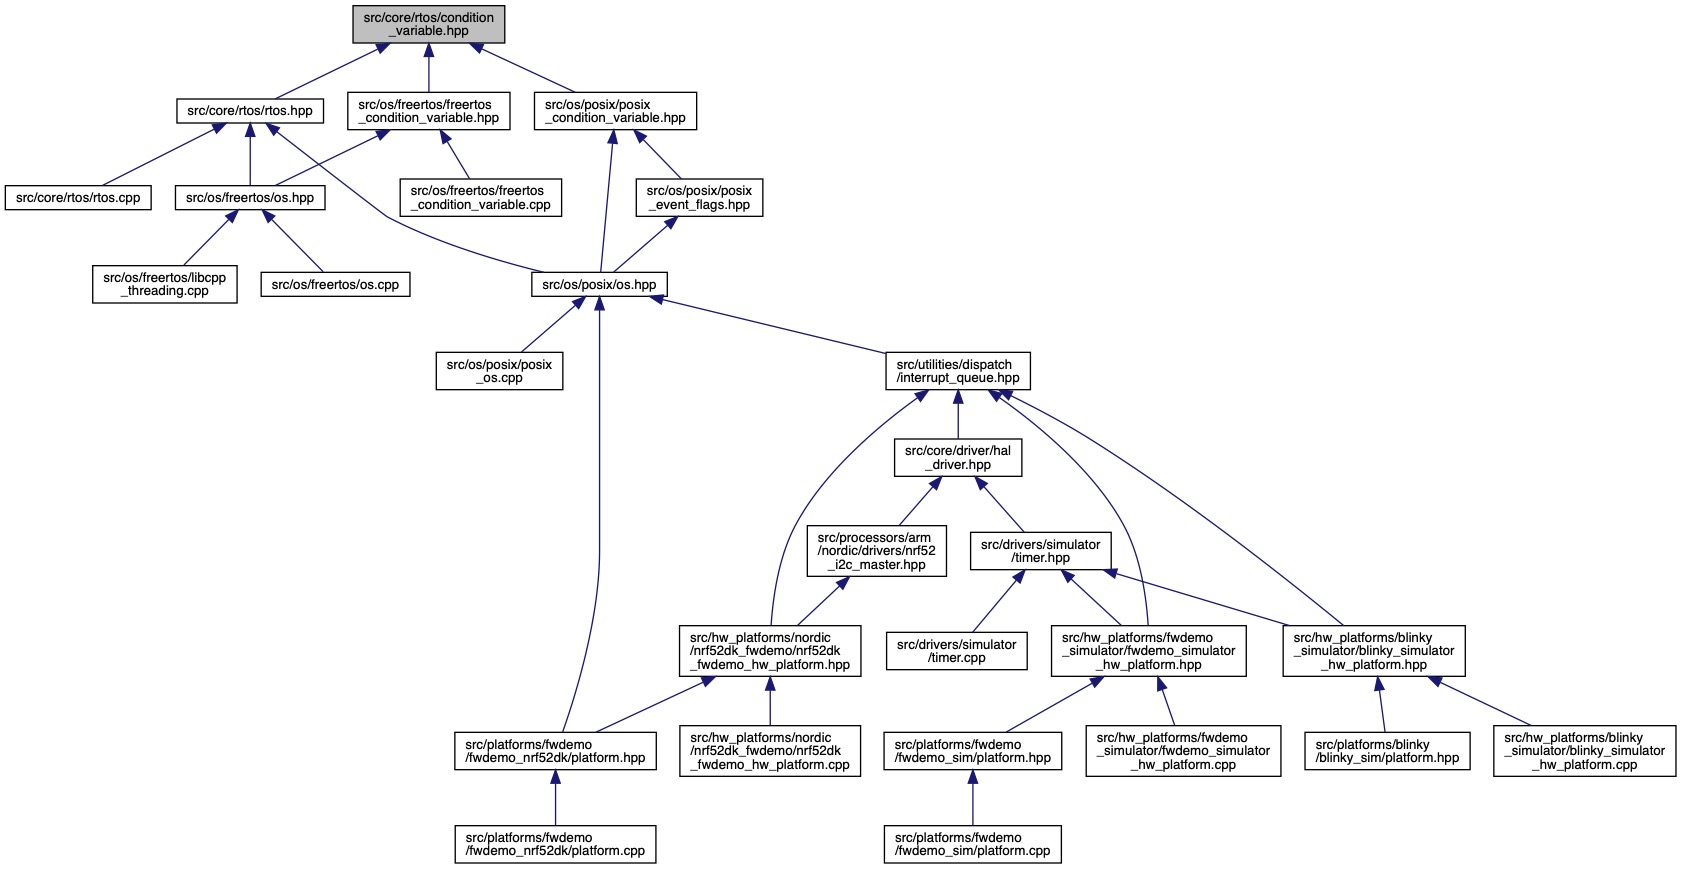 src/core/rtos/condition
_variable.hpp
src/core/rtos/rtos.hpp
src/os/freertos/freertos
_condition_variable.hpp
src/os/posix/posix
_condition_variable.hpp
src/core/rtos/rtos.cpp
src/os/freertos/os.hpp
src/os/freertos/freertos
_condition_variable.cpp
src/os/posix/posix
_event_flags.hpp
src/os/freertos/libcpp
_threading.cpp
src/os/freertos/os.cpp
src/os/posix/os.hpp
src/os/posix/posix
_os.cpp
src/utilities/dispatch
/interrupt_queue.hpp
src/core/driver/hal
_driver.hpp
src/processors/arm
/nordic/drivers/nrf52
_i2c_master.hpp
src/drivers/simulator
/timer.hpp
src/hw_platforms/nordic
/nrf52dk_fwdemo/nrf52dk
_fwdemo_hw_platform.hpp
src/drivers/simulator
/timer.cpp
src/hw_platforms/fwdemo
_simulator/fwdemo_simulator
_hw_platform.hpp
src/hw_platforms/blinky
_simulator/blinky_simulator
_hw_platform.hpp
src/platforms/fwdemo
/fwdemo_nrf52dk/platform.hpp
src/hw_platforms/nordic
/nrf52dk_fwdemo/nrf52dk
_fwdemo_hw_platform.cpp
src/platforms/fwdemo
/fwdemo_sim/platform.hpp
src/hw_platforms/fwdemo
_simulator/fwdemo_simulator
_hw_platform.cpp
src/platforms/blinky
/blinky_sim/platform.hpp
src/hw_platforms/blinky
_simulator/blinky_simulator
_hw_platform.cpp
src/platforms/fwdemo
/fwdemo_nrf52dk/platform.cpp
src/platforms/fwdemo
/fwdemo_sim/platform.cpp